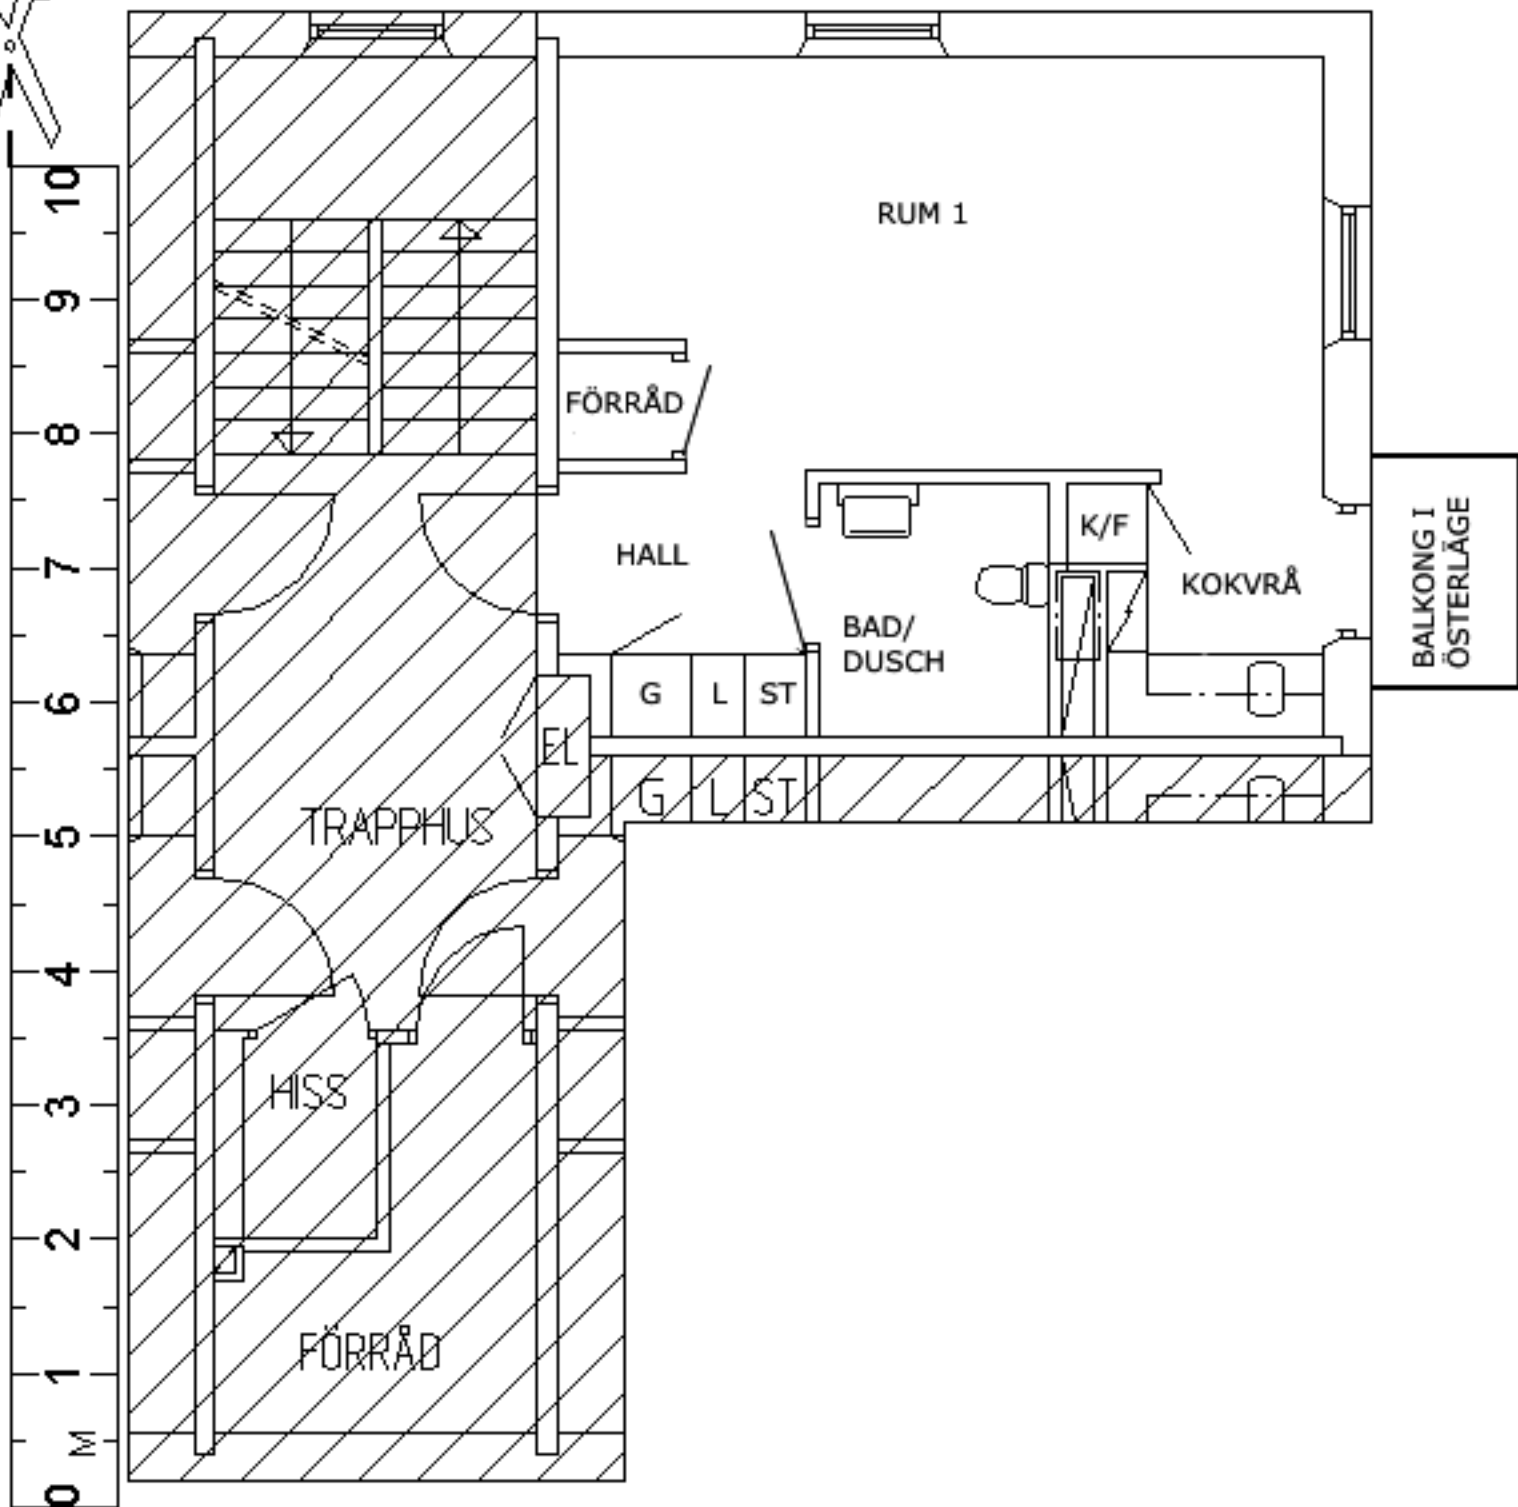 10
9
8
7
6
5
4
3
2
1
M
0
RUM 1
FÖRRÅD
HALL
K/F
KOKVRÅ
BALKONG I
ÖSTERLÄGE
BAD/
DUSCH
G L ST
EL
G L ST
TRAPPHUS
HISS
FÖRRÅD